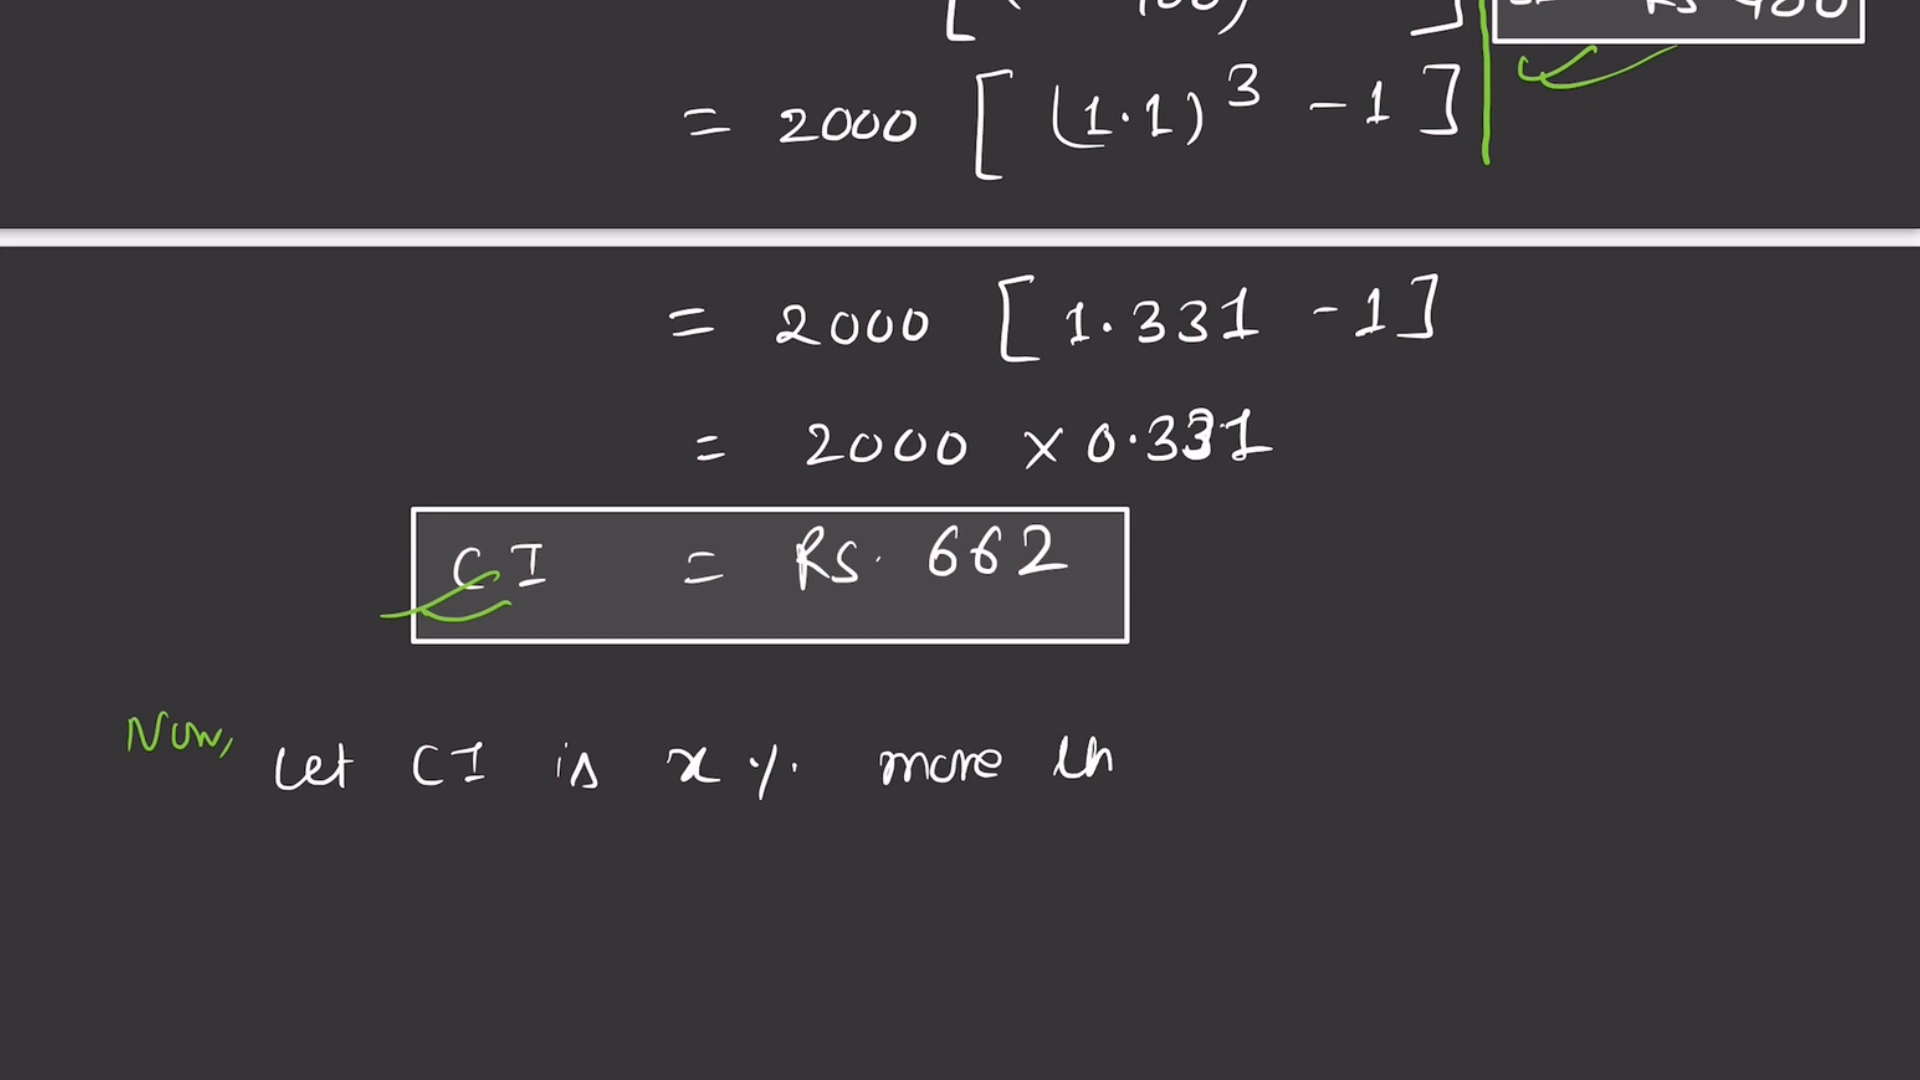 = 2000 [ (1.1)³ - 1 ]
= 2000 [ 1.331 - 1 ]
= 2000 × 0.331
CI = Rs. 662
Now, Let CI is x %. more th